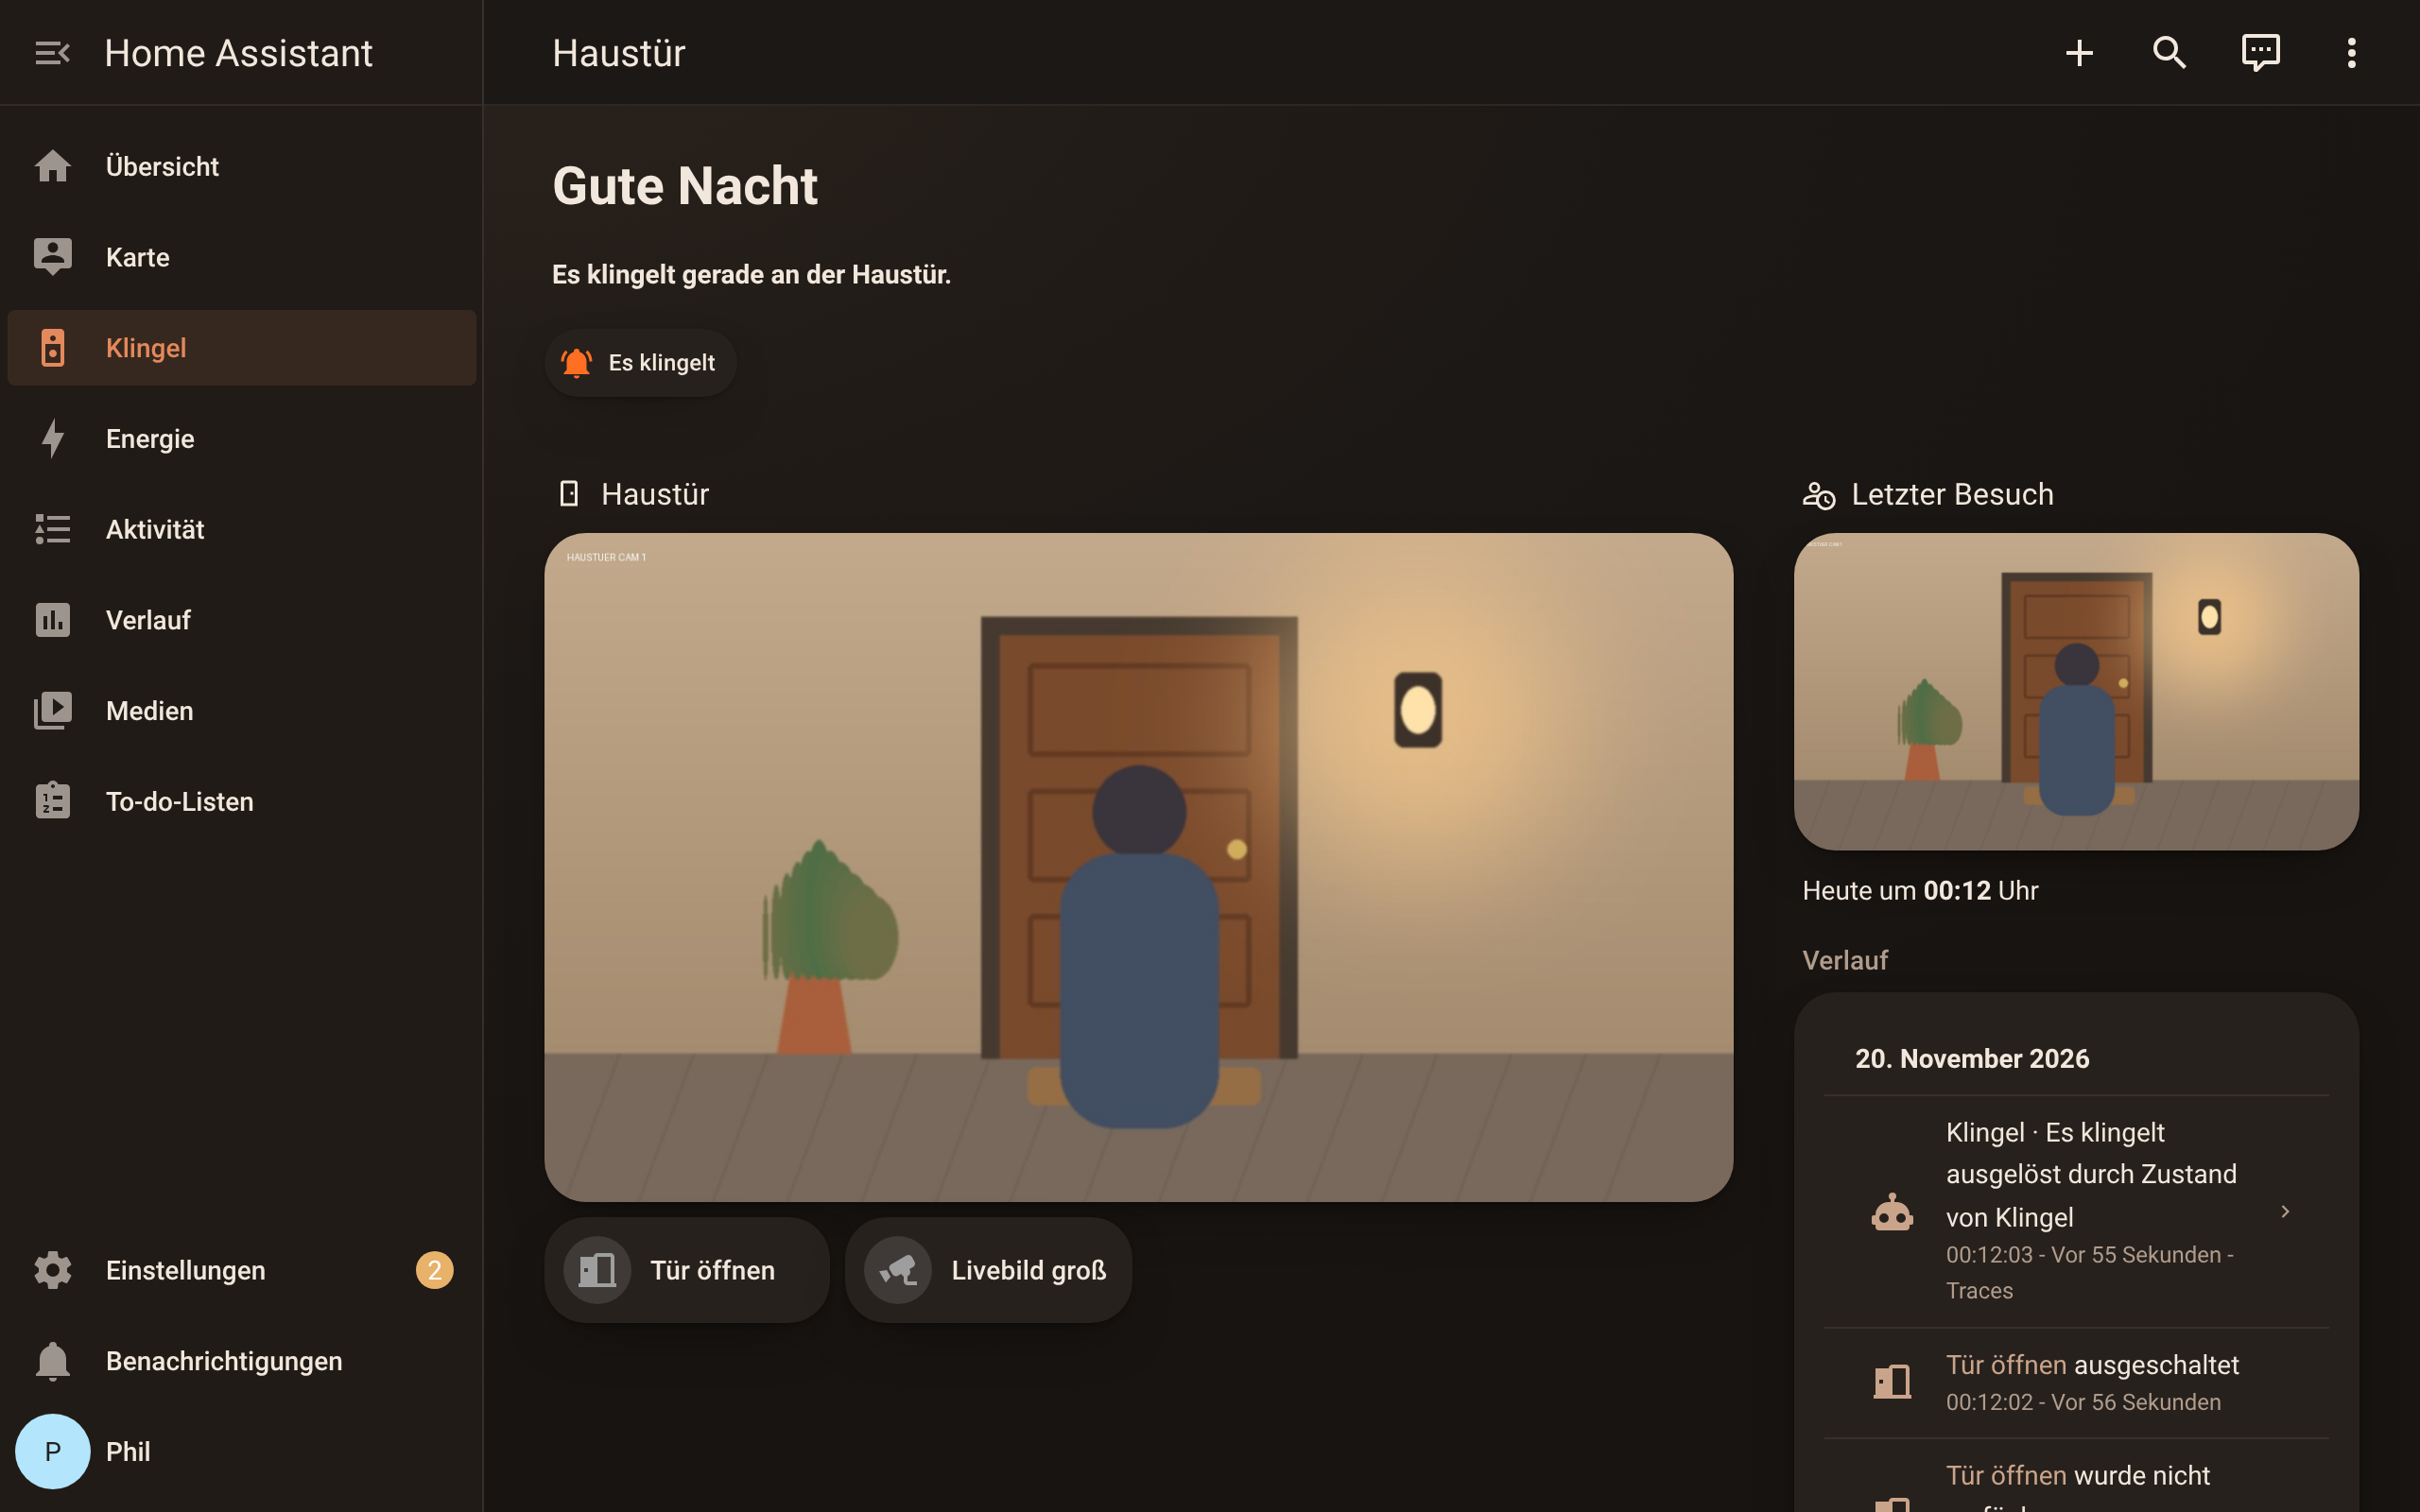 Home Assistant
Haustür
Übersicht
Karte
Klingel
Energie
Aktivität
Verlauf
Medien
To-do-Listen
Einstellungen
2
Benachrichtigungen
P
Phil
Gute Nacht
Es klingelt gerade an der Haustür.
Es klingelt
Haustür
HAUSTUER CAM 1
Tür öffnen
Livebild groß
Letzter Besuch
Heute um 00:12 Uhr
Verlauf
20. November 2026
Klingel · Es klingelt
ausgelöst durch Zustand
von Klingel
00:12:03 - Vor 55 Sekunden -
Traces
Tür öffnen ausgeschaltet
00:12:02 - Vor 56 Sekunden
Tür öffnen wurde nicht